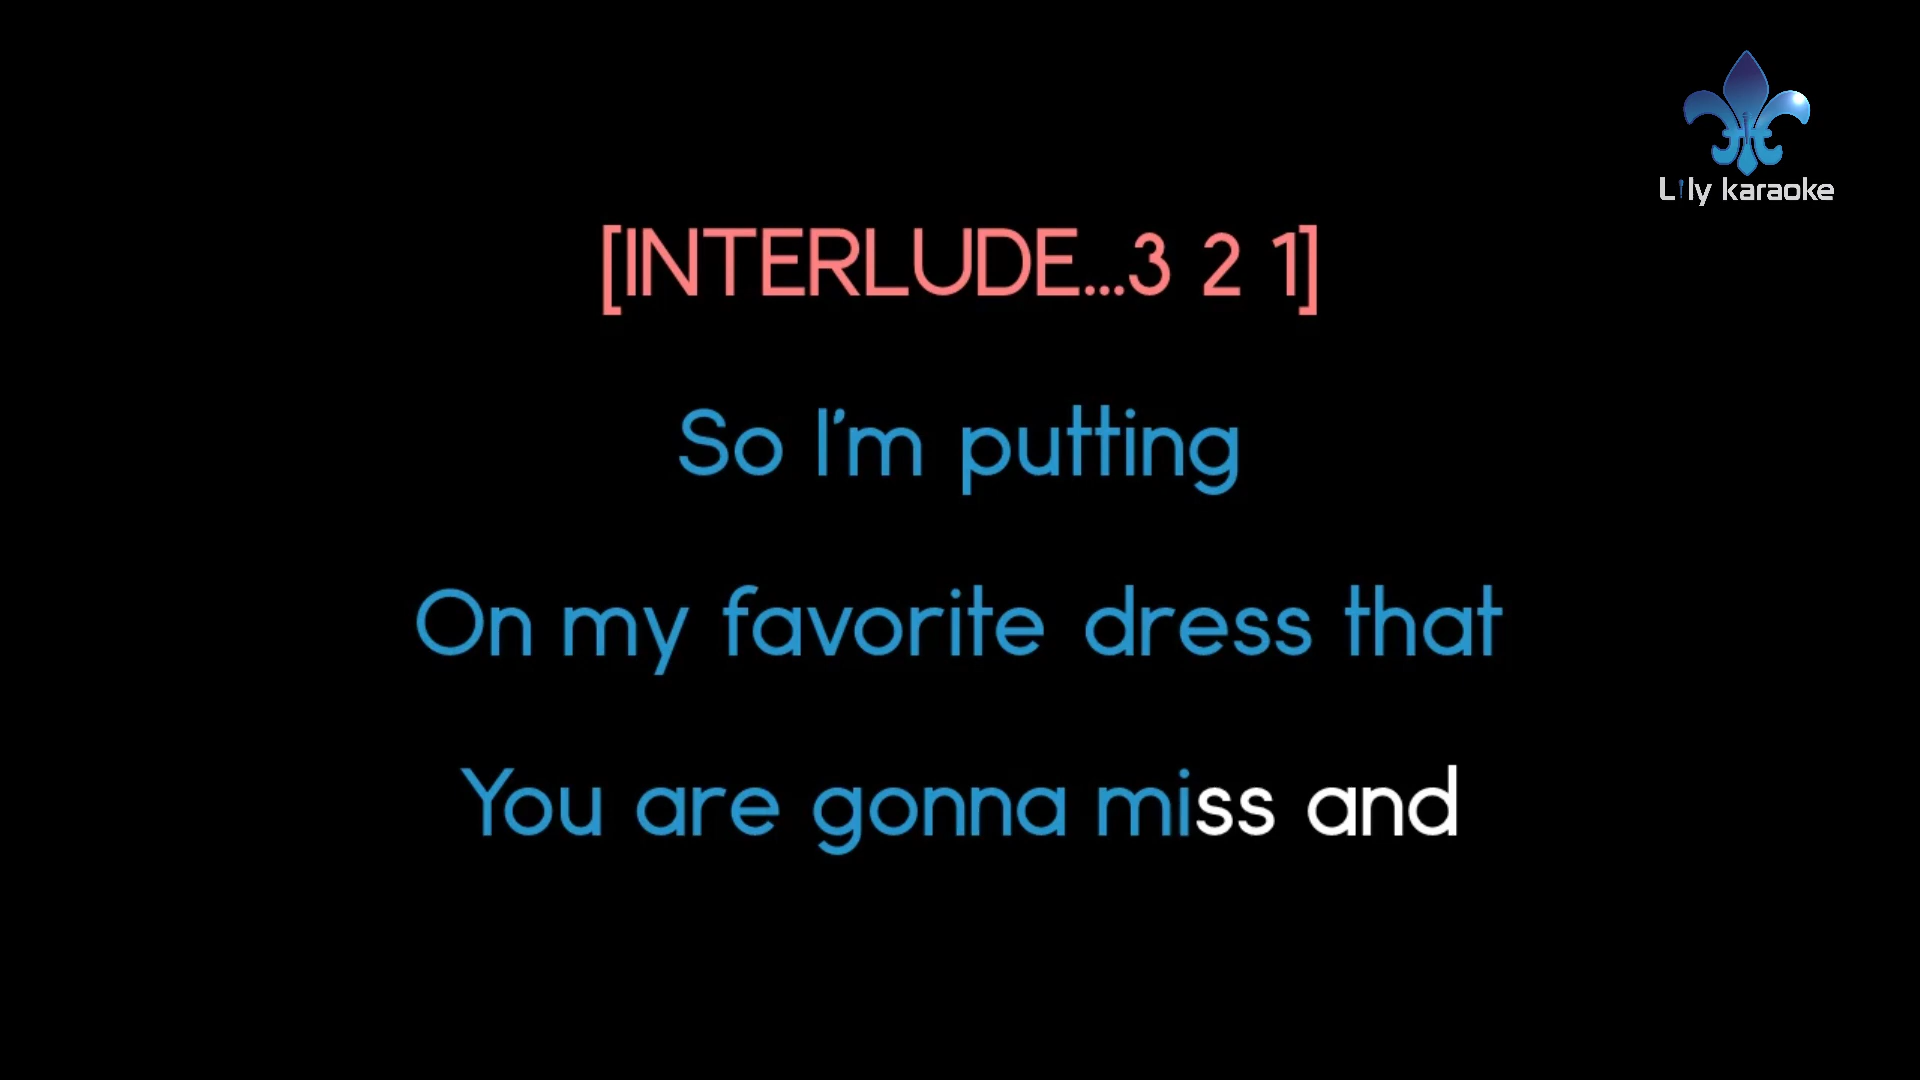 Lily karaoke
[INTERLUDE...3 2 1]
So I'm putting
On my favorite dress that
You are gonna miss and